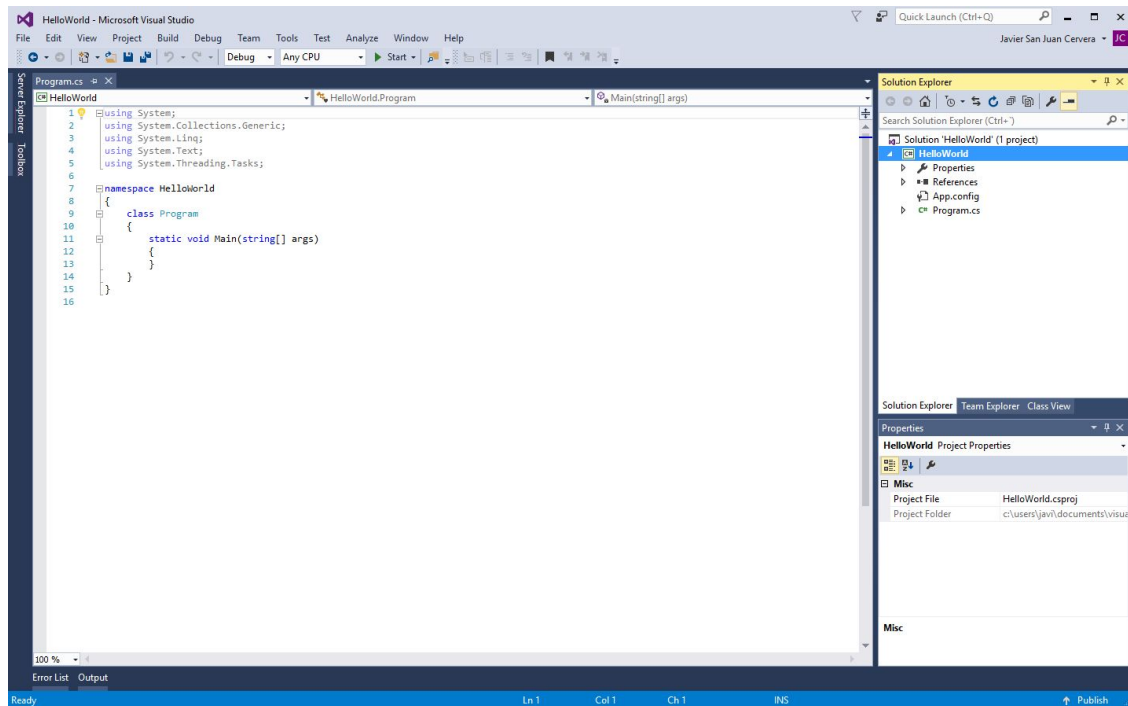 HelloWorld - Microsoft Visual Studio
Quick Launch (Ctrl+Q)
File Edit View Project Build Debug Team Tools Test Analyze Window Help
Javier San Juan Cervera JC
Debug Any CPU Start
Server Explorer
Toolbox
Program.cs
HelloWorld HelloWorld.Program Main(string[] args)
1 using System;
2 using System.Collections.Generic;
3 using System.Linq;
4 using System.Text;
5 using System.Threading.Tasks;
6
7 namespace HelloWorld
8 {
9 class Program
10 {
11 static void Main(string[] args)
12 {
13 }
14 }
15 }
16
100 %
Error List Output
Solution Explorer
Search Solution Explorer (Ctrl+´)
Solution 'HelloWorld' (1 project)
C# HelloWorld
Properties
References
App.config
C# Program.cs
Solution Explorer Team Explorer Class View
Properties
HelloWorld Project Properties
Misc
Project File HelloWorld.csproj
Project Folder c:\users\javi\documents\visua
Misc
Ready Ln 1 Col 1 Ch 1 INS Publish